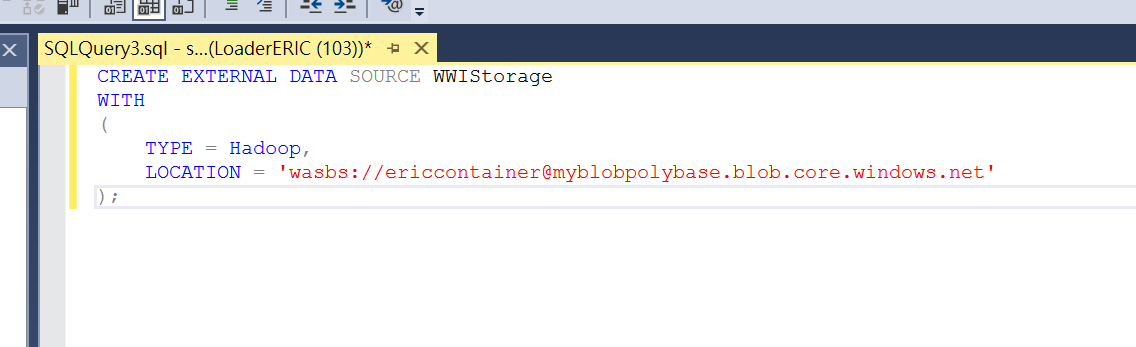 SQLQuery3.sql - s...(LoaderERIC (103))*
CREATE EXTERNAL DATA SOURCE WWIStorage
WITH
(
TYPE = Hadoop,
LOCATION = 'wasbs://ericcontainer@myblobpolybase.blob.core.windows.net'
);